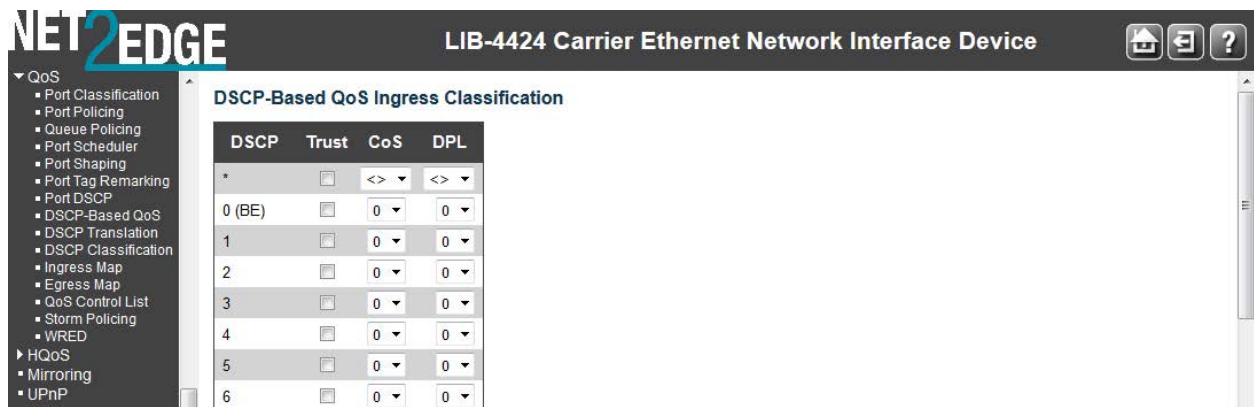 NET2EDGE
LIB-4424 Carrier Ethernet Network Interface Device
?
QoS
Port Classification
Port Policing
Queue Policing
Port Scheduler
Port Shaping
Port Tag Remarking
Port DSCP
DSCP-Based QoS
DSCP Translation
DSCP Classification
Ingress Map
Egress Map
QoS Control List
Storm Policing
WRED
HQoS
Mirroring
UPnP
DSCP-Based QoS Ingress Classification
DSCP Trust CoS DPL
* <> <>
0 (BE) 0 0
1 0 0
2 0 0
3 0 0
4 0 0
5 0 0
6 0 0